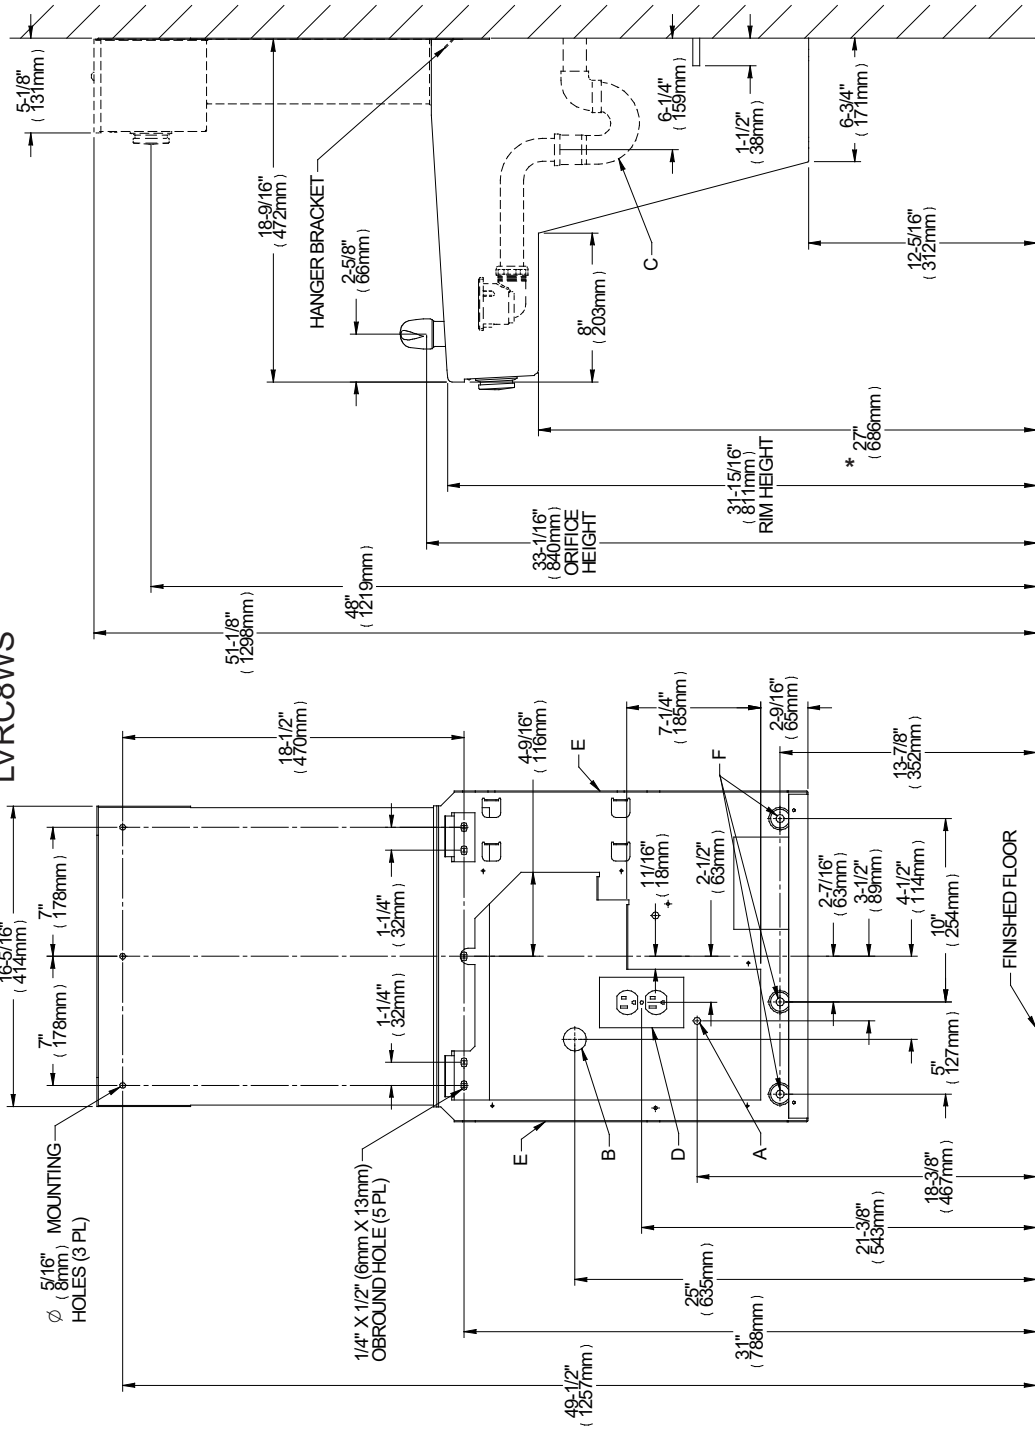 LVRC8WS
16-5/16"
( 414mm )
7"
( 178mm )
7"
( 178mm )
Ø 5/16" MOUNTING
( 8mm )
HOLES (3 PL)
18-1/2"
( 470mm )
1-1/4"
( 32mm )
1-1/4"
( 32mm )
1/4" X 1/2" (6mm X 13mm)
OBROUND HOLE (5 PL)
4-9/16"
( 116mm )
E
E
7-1/4"
( 185mm )
11/16"
( 18mm )
2-1/2"
( 63mm )
2-9/16"
( 65mm )
F
B
D
A
13-7/8"
( 352mm )
2-7/16"
( 63mm )
3-1/2"
( 89mm )
4-1/2"
( 114mm )
10"
( 254mm )
5"
( 127mm )
18-3/8"
( 467mm )
21-3/8"
( 543mm )
25"
( 635mm )
31"
( 788mm )
49-1/2"
( 1257mm )
FINISHED FLOOR
5-1/8"
( 131mm )
18-9/16"
( 472mm )
HANGER BRACKET
2-5/8"
( 66mm )
6-1/4"
( 159mm )
1-1/2"
( 38mm )
6-3/4"
( 171mm )
C
8"
( 203mm )
12-5/16"
( 312mm )
* 27"
( 686mm )
31-15/16"
( 811mm )
RIM HEIGHT
33-1/16"
( 840mm )
ORIFICE
HEIGHT
48"
( 1219mm )
51-1/8"
( 1298mm )